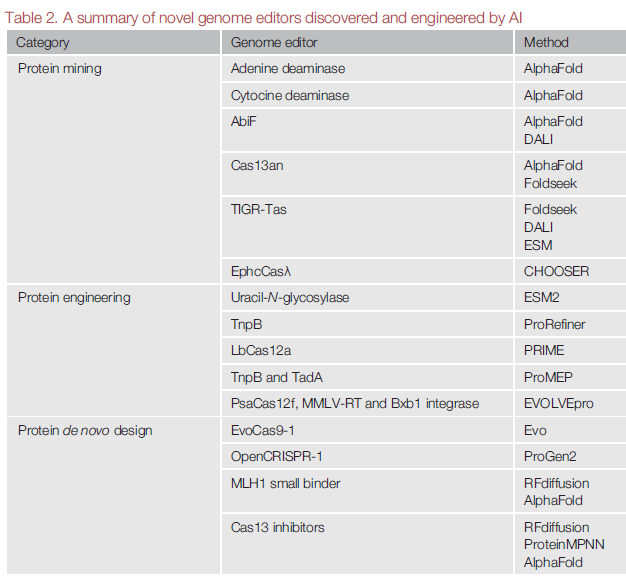 Table 2. A summary of novel genome editors discovered and engineered by AI
Category Genome editor Method
Protein mining Adenine deaminase AlphaFold
Cytocine deaminase AlphaFold
AbiF AlphaFold
DALI
Cas13an AlphaFold
Foldseek
TIGR-Tas Foldseek
DALI
ESM
EphcCasλ CHOOSER
Protein engineering Uracil-N-glycosylase ESM2
TnpB ProRefiner
LbCas12a PRIME
TnpB and TadA ProMEP
PsaCas12f, MMLV-RT and Bxb1 integrase EVOLVEpro
Protein de novo design EvoCas9-1 Evo
OpenCRISPR-1 ProGen2
MLH1 small binder RFdiffusion
AlphaFold
Cas13 inhibitors RFdiffusion
ProteinMPNN
AlphaFold